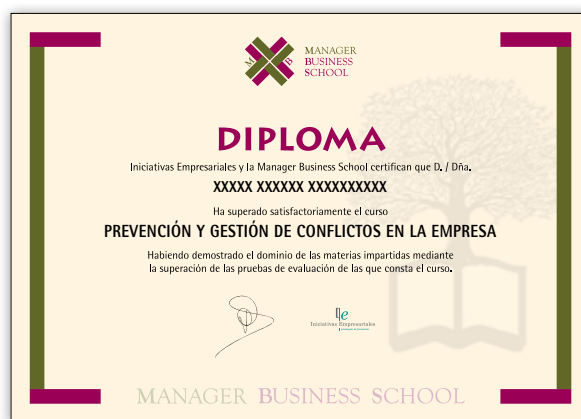 M B
MANAGER
BUSINESS
SCHOOL
DIPLOMA
Iniciativas Empresariales y la Manager Business School certifican que D. / Dña.
XXXXX XXXXXX XXXXXXXXXX
Ha superado satisfactoriamente el curso
PREVENCIÓN Y GESTIÓN DE CONFLICTOS EN LA EMPRESA
Habiendo demostrado el dominio de las materias impartidas mediante
la superación de las pruebas de evaluación de las que consta el curso.
Iniciativas Empresariales
MANAGER BUSINESS SCHOOL